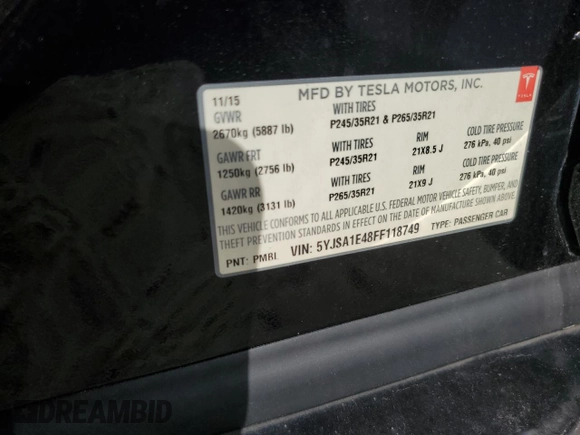 11/15 MFD BY TESLA MOTORS, INC.
GVWR WITH TIRES
2670kg (5887 lb) P245/35R21 & P265/35R21
GAWR FRT WITH TIRES RIM COLD TIRE PRESSURE
1250kg (2756 lb) P245/35R21 21X8.5 J 276 kPa, 40 psi
GAWR RR WITH TIRES RIM COLD TIRE PRESSURE
1420kg (3131 lb) P265/35R21 21X9 J 276 kPa, 40 psi
THIS VEHICLE CONFORMS TO ALL APPLICABLE U.S. FEDERAL MOTOR VEHICLE SAFETY, BUMPER, AND
THEFT PREVENTION STANDARDS IN EFFECT ON THE DATE OF MANUFACTURE SHOWN ABOVE.
PNT: PMBL VIN: 5YJSA1E48FF118749 TYPE: PASSENGER CAR
TESLA
DREAMBID